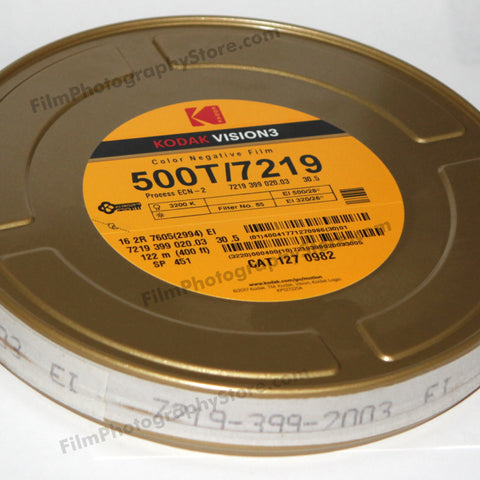 FilmPhotographyStore.com
KODAK VISION3
Color Negative Film
500T/7219
Process ECN-2 7219 399 020.03 30.5
3200 K EI 500/28°
Filter No. 85 EI 320/26°
16 2R 7605(2994) EI
7219 399 020.03 30.5
122 m (400 ft)
SP 451
CAT 127 0982
www.kodak.com/go/motion
FilmPhotographyStore.com
EI 7219-399-2003 EI
FilmPhotographyStore.com